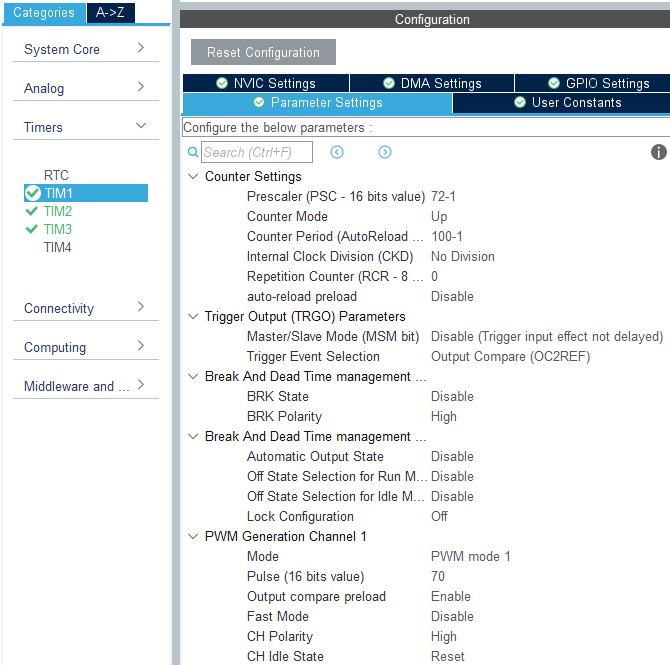 Categories A->Z
System Core
Analog
Timers
RTC
TIM1
TIM2
TIM3
TIM4
Connectivity
Computing
Middleware and ...
Configuration
Reset Configuration
NVIC Settings DMA Settings GPIO Settings
Parameter Settings User Constants
Configure the below parameters :
Search (Ctrl+F)
Counter Settings
Prescaler (PSC - 16 bits value) 72-1
Counter Mode Up
Counter Period (AutoReload ... 100-1
Internal Clock Division (CKD) No Division
Repetition Counter (RCR - 8 ... 0
auto-reload preload Disable
Trigger Output (TRGO) Parameters
Master/Slave Mode (MSM bit) Disable (Trigger input effect not delayed)
Trigger Event Selection Output Compare (OC2REF)
Break And Dead Time management ...
BRK State Disable
BRK Polarity High
Break And Dead Time management ...
Automatic Output State Disable
Off State Selection for Run M... Disable
Off State Selection for Idle M... Disable
Lock Configuration Off
PWM Generation Channel 1
Mode PWM mode 1
Pulse (16 bits value) 70
Output compare preload Enable
Fast Mode Disable
CH Polarity High
CH Idle State Reset